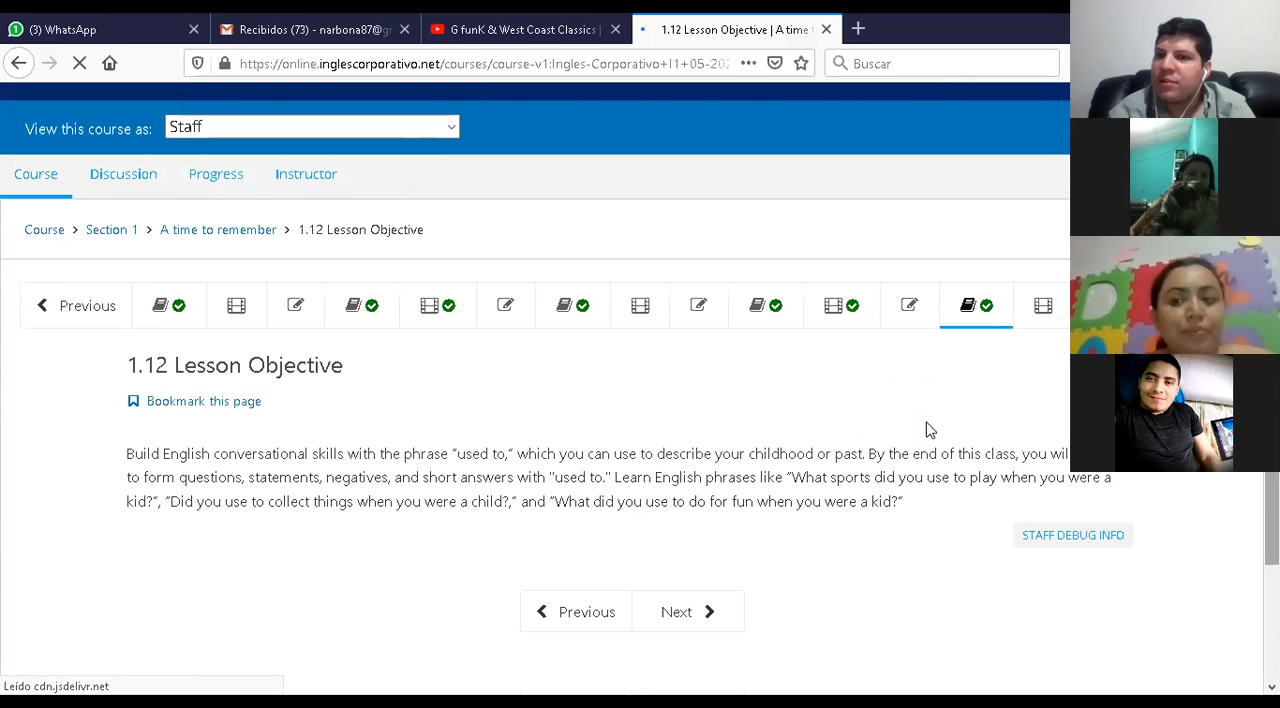 (3) WhatsApp
Recibidos (73) - narbona87@gr
G funK & West Coast Classics |
1.12 Lesson Objective | A time t
https://online.inglescorporativo.net/courses/course-v1:Ingles-Corporativo+I1+05-202
Buscar
View this course as:
Staff
Course
Discussion
Progress
Instructor
Course > Section 1 > A time to remember > 1.12 Lesson Objective
Previous
1.12 Lesson Objective
Bookmark this page
Build English conversational skills with the phrase "used to," which you can use to describe your childhood or past. By the end of this class, you will
to form questions, statements, negatives, and short answers with "used to." Learn English phrases like "What sports did you use to play when you were a
kid?", "Did you use to collect things when you were a child?," and "What did you use to do for fun when you were a kid?"
STAFF DEBUG INFO
Previous
Next
Leído cdn.jsdelivr.net